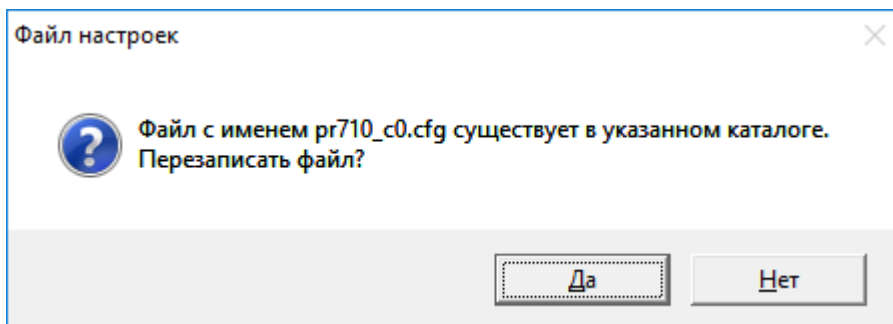 Файл настроек
Файл с именем pr710_c0.cfg существует в указанном каталоге.
Перезаписать файл?
Да
Нет